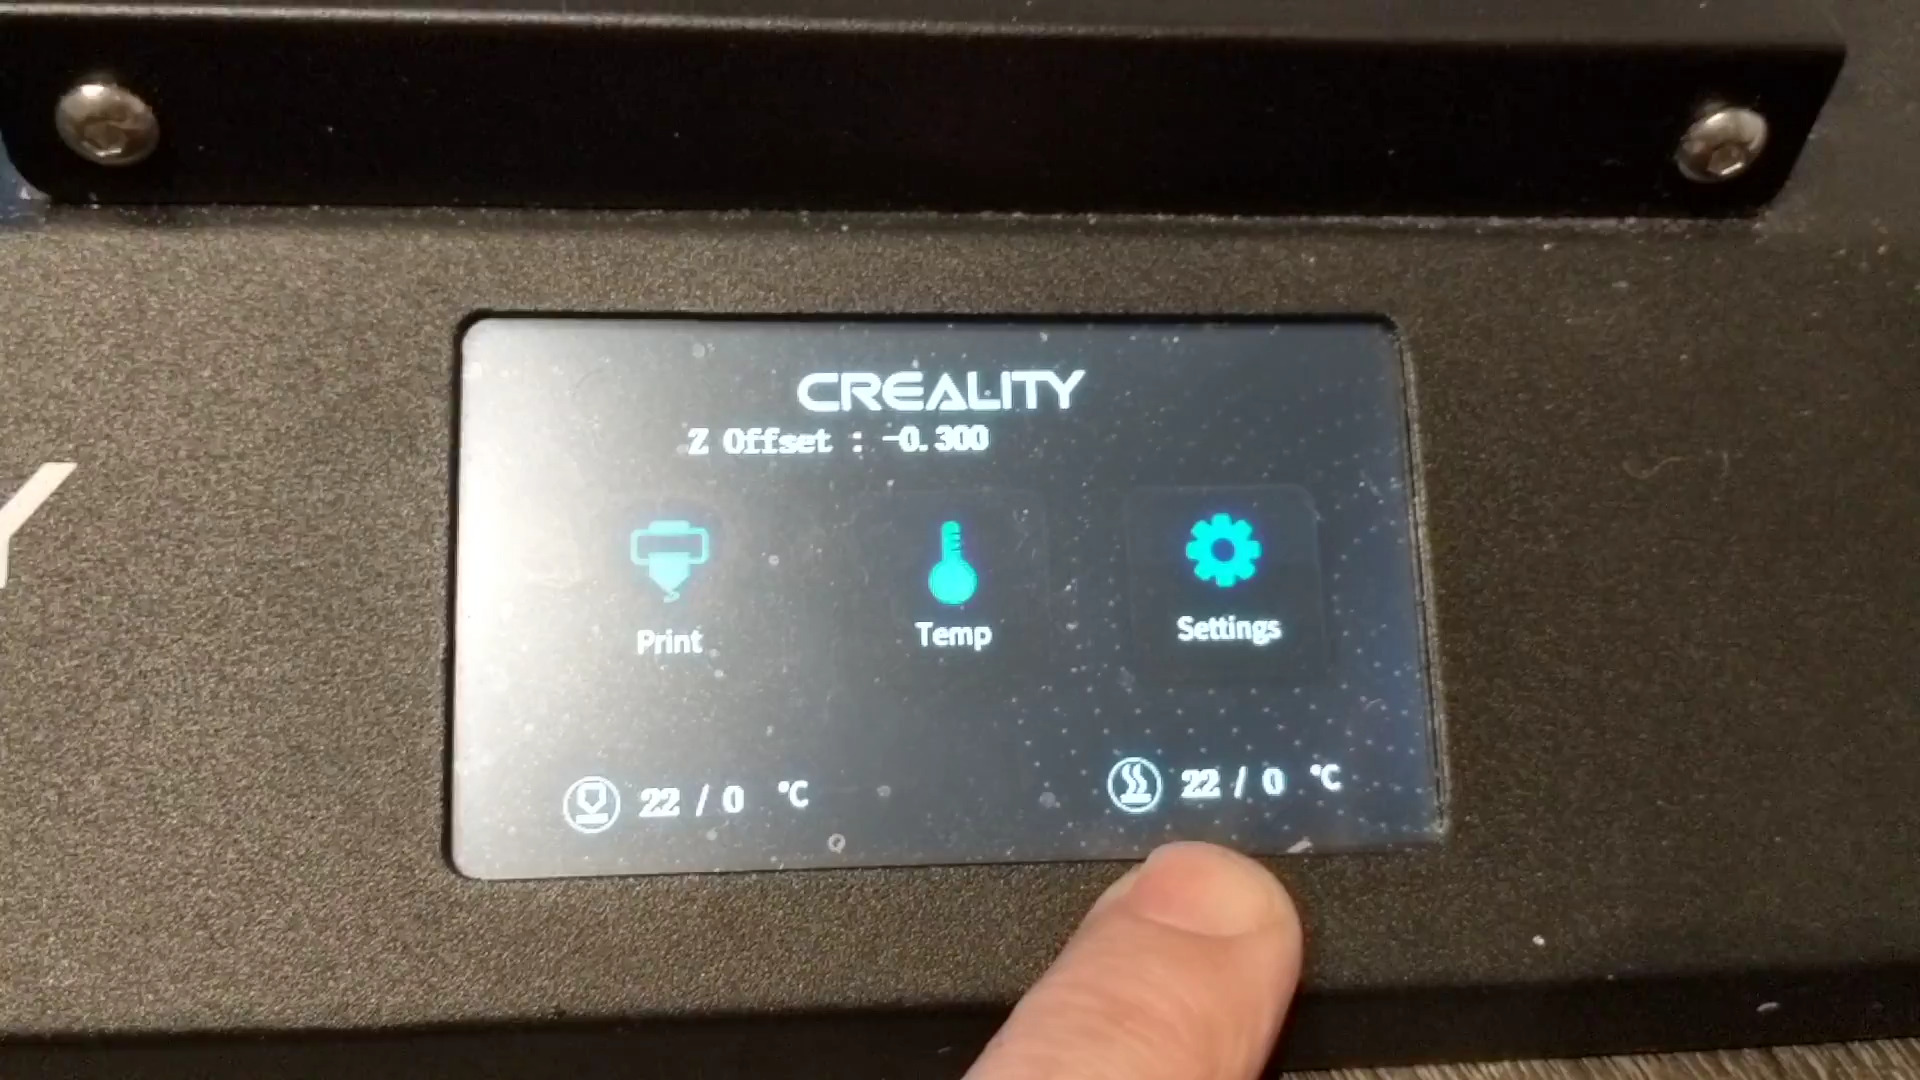 CREALITY
Z Offset : -0.300
Print
Temp
Settings
22 / 0 °C
22 / 0 °C
Y